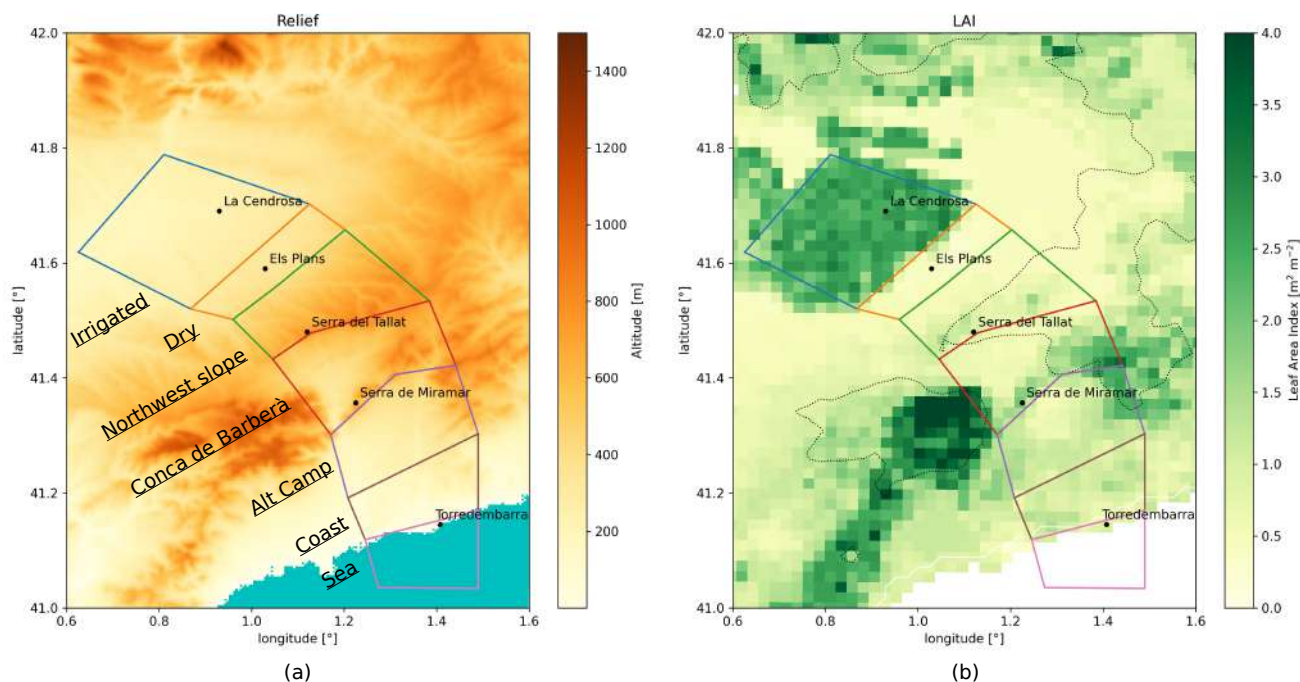 Relief
42.0
41.8
41.6
41.4
41.2
41.0
latitude [°]
0.6 0.8 1.0 1.2 1.4 1.6
longitude [°]
La Cendrosa
Els Plans
Serra del Tallat
Serra de Miramar
Torredembarra
Irrigated
Dry
Northwest slope
Conca de Barberà
Alt Camp
Coast
Sea
1400
1200
1000
800
600
400
200
Altitude [m]
(a)
LAI
42.0
41.8
41.6
41.4
41.2
41.0
latitude [°]
0.6 0.8 1.0 1.2 1.4 1.6
longitude [°]
La Cendrosa
Els Plans
Serra del Tallat
Serra de Miramar
Torredembarra
4.0
3.5
3.0
2.5
2.0
1.5
1.0
0.5
0.0
Leaf Area Index [m² m⁻²]
(b)